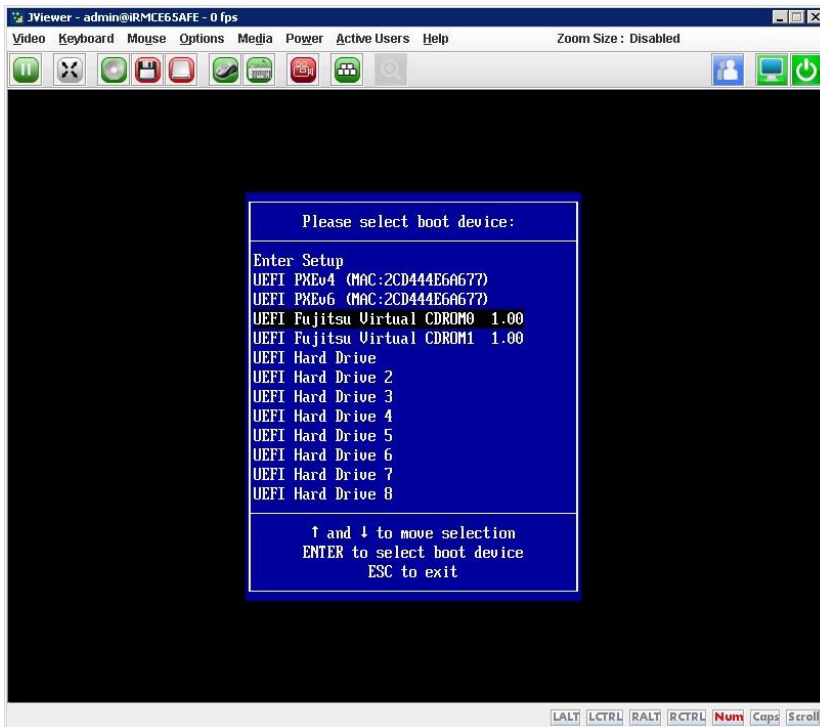 JViewer - admin@iRMCE65AFE - 0 fps
Video Keyboard Mouse Options Media Power Active Users Help Zoom Size : Disabled
Please select boot device:
Enter Setup
UEFI PXEv4 (MAC:2CD444E6A677)
UEFI PXEv6 (MAC:2CD444E6A677)
UEFI Fujitsu Virtual CDROM0 1.00
UEFI Fujitsu Virtual CDROM1 1.00
UEFI Hard Drive
UEFI Hard Drive 2
UEFI Hard Drive 3
UEFI Hard Drive 4
UEFI Hard Drive 5
UEFI Hard Drive 6
UEFI Hard Drive 7
UEFI Hard Drive 8
↑ and ↓ to move selection
ENTER to select boot device
ESC to exit
LALT LCTRL RALT RCTRL Num Caps Scroll